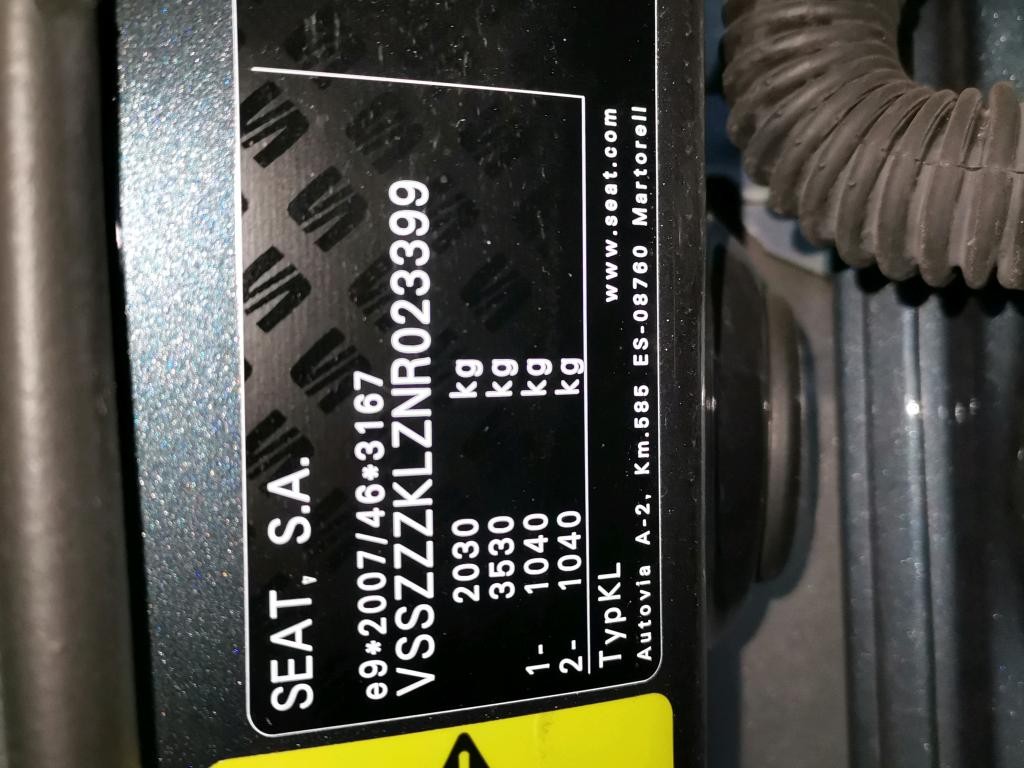 SEAT, S.A.
e9*2007/46*3167
VSSZZZKLZNR023399
2030 kg
3530 kg
1- 1040 kg
2- 1040 kg
TypKL www.seat.com
Autovia A-2, Km.585 ES-08760 Martorell